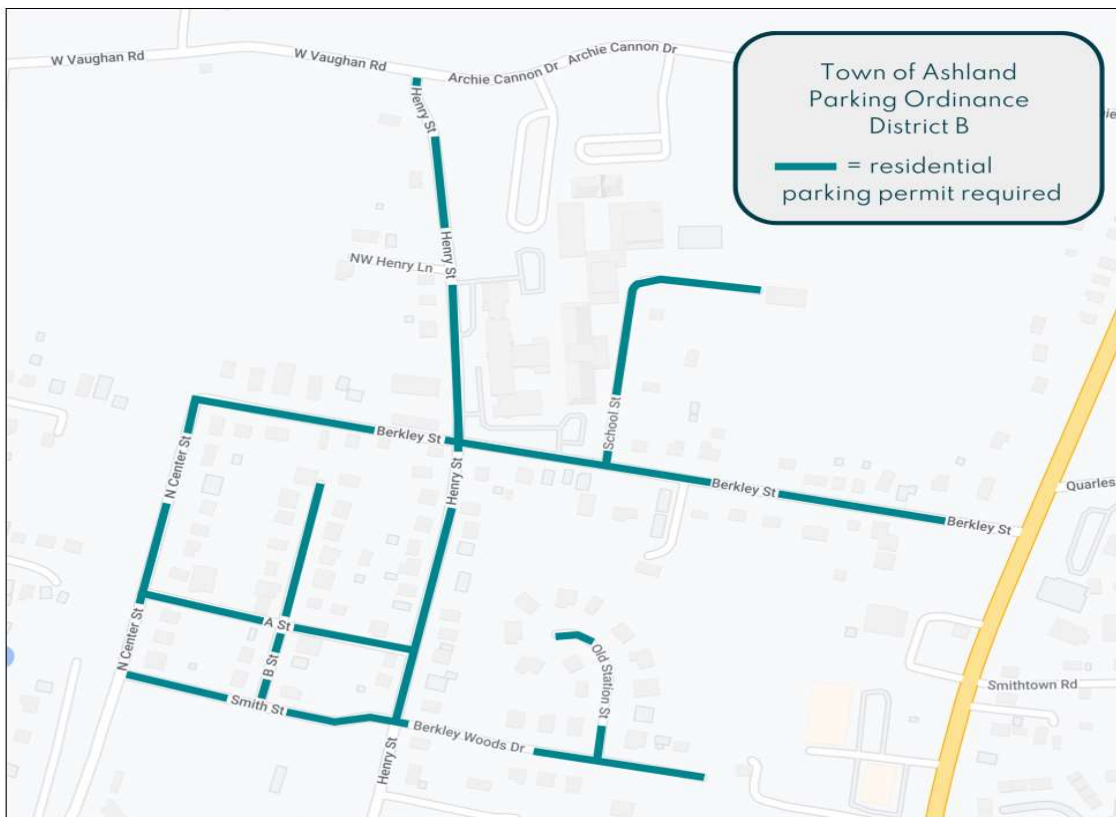 W Vaughan Rd
W Vaughan Rd
Archie Cannon Dr
Archie Cannon Dr
Town of Ashland
Parking Ordinance
District B
= residential
parking permit required
Henry St
Henry St
NW Henry Ln
School St
Berkley St
Henry St
N Center St
Berkley St
Quarles
Berkley St
N Center St
A St
B St
Old Station St
Smithtown Rd
Smith St
Berkley Woods Dr
Henry St